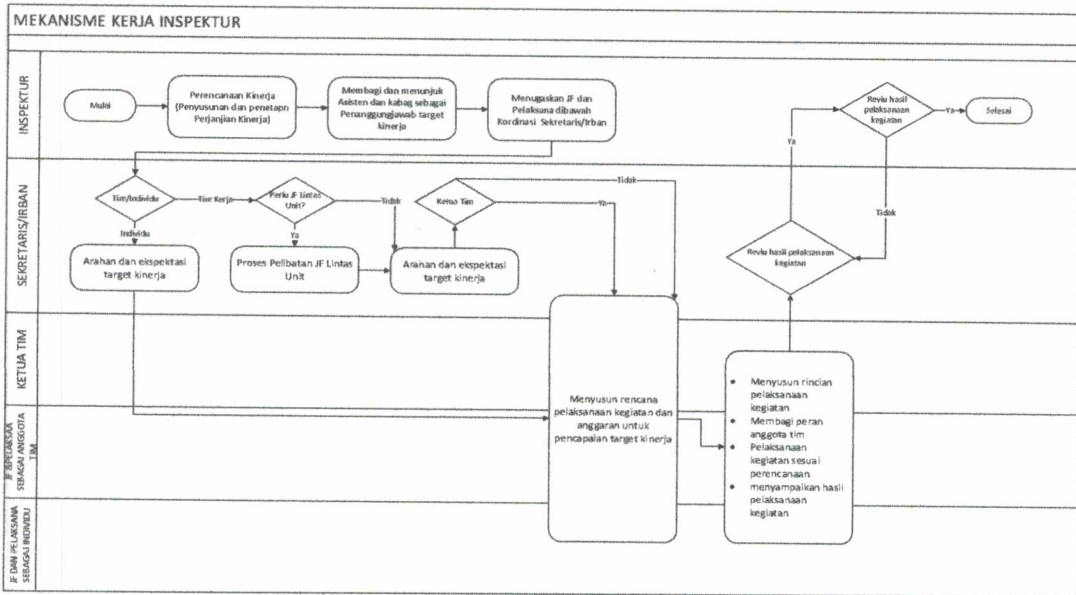 MEKANISME KERJA INSPEKTUR
INSPEKTUR
Mulai
Perencanaan Kinerja
(Penyusunan dan penetapn
Perjanjian Kinerja)
Membagi dan menunjuk
Asisten dan kabag sebagai
Penanggungjawab target
kinerja
Menugaskan JF dan
Pelaksana dibawah
Kordinasi Sekretaris/Irban
Reviu hasil
pelaksanaan
kegiatan
Ya
Selesai
Ya
Tidak
SEKRETARIS/IRBAN
Tim/Individu
Tim Kerja
Perlu JF Lintas
Unit?
Tidak
Ketua Tim
Tidak
Ya
Individu
Ya
Arahan dan ekspektasi
target kinerja
Proses Pelibatan JF Lintas
Unit
Arahan dan ekspektasi
target kinerja
Reviu hasil pelaksanaan
kegiatan
KETUA TIM
Menyusun rencana
pelaksanaan kegiatan dan
anggaran untuk
pencapaian target kinerja
• Menyusun rincian
pelaksanaan
kegiatan
• Membagi peran
anggota tim
• Pelaksanaan
kegiatan sesuai
perencanaan
• menyampaikan hasil
pelaksanaan
kegiatan
JF &PELAKSAA
SEBAGAI ANGGOTA
TIM
JF DAN PELAKSANA
SEBAGAI INDIVIDU